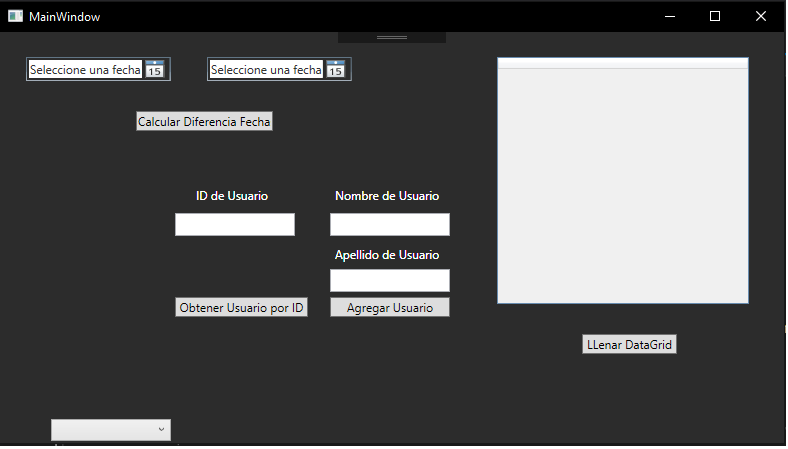 MainWindow
Seleccione una fecha 15
Seleccione una fecha 15
Calcular Diferencia Fecha
ID de Usuario
Nombre de Usuario
Apellido de Usuario
Obtener Usuario por ID
Agregar Usuario
LLenar DataGrid